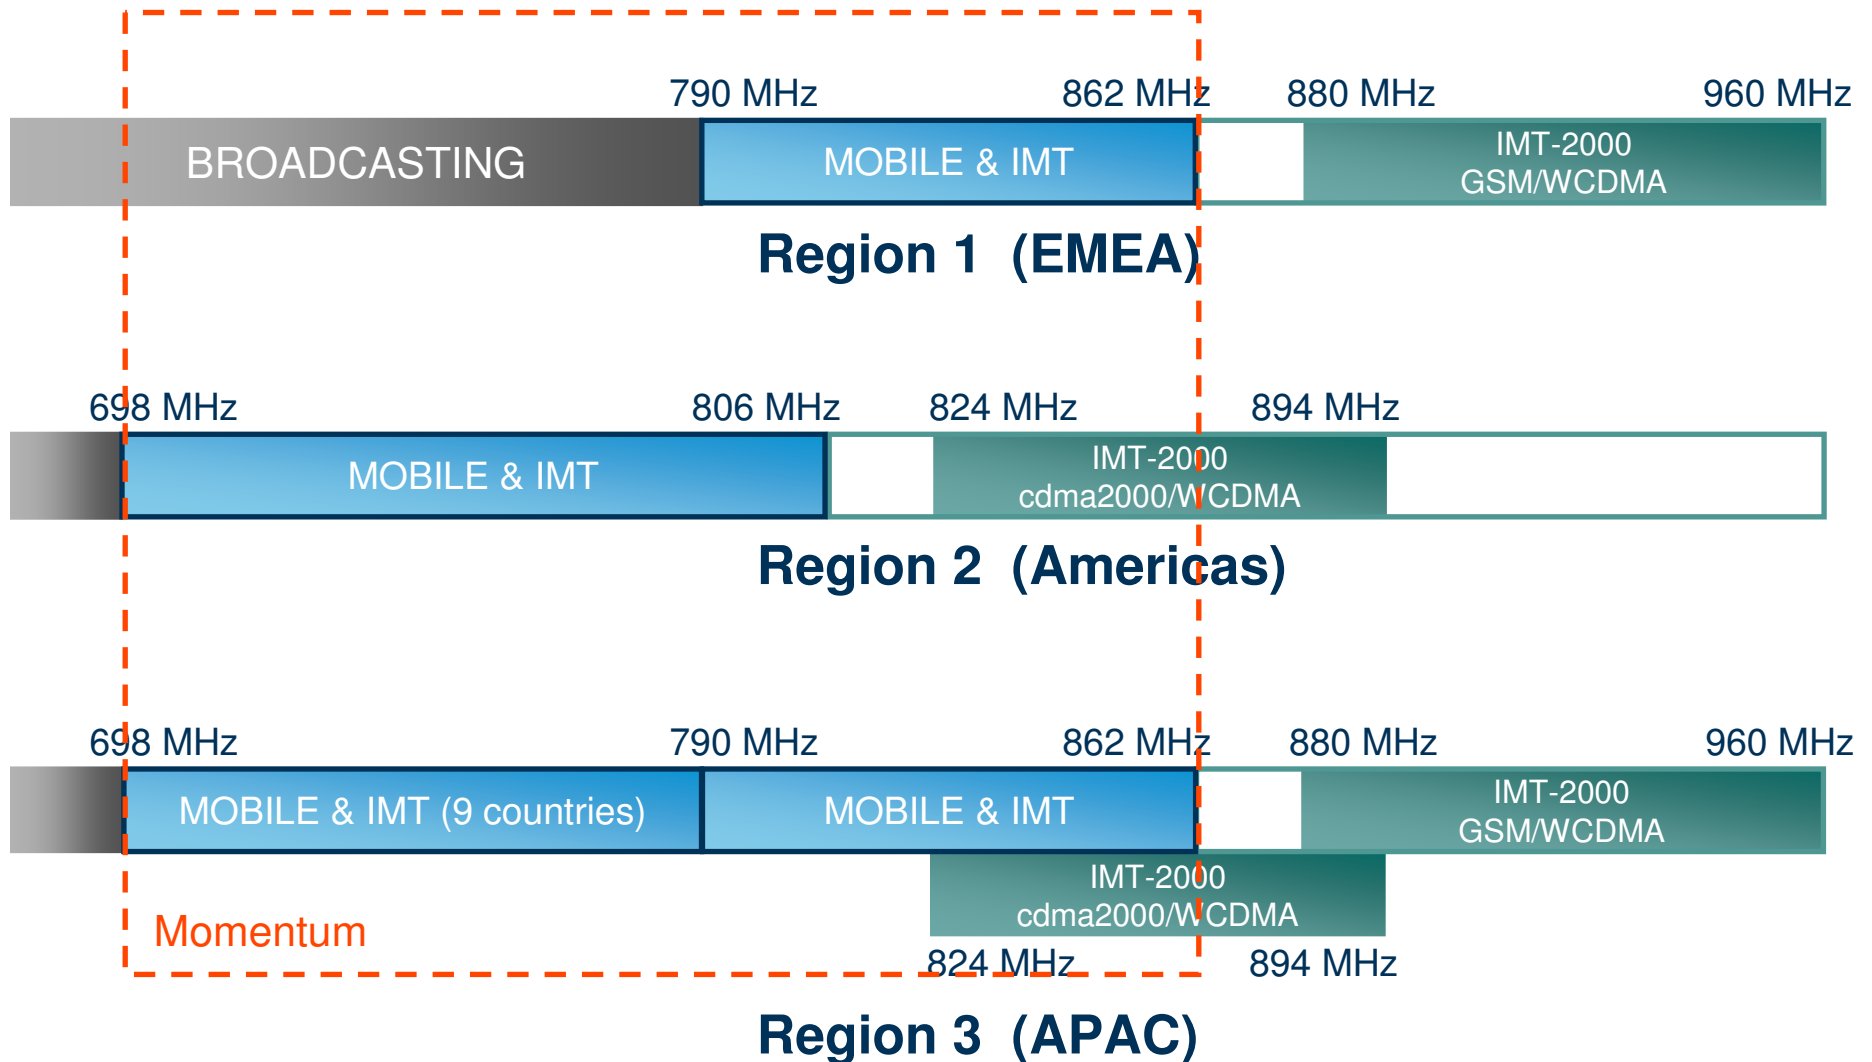 790 MHz 862 MHz 880 MHz 960 MHz
BROADCASTING MOBILE & IMT IMT-2000
GSM/WCDMA
Region 1 (EMEA)
698 MHz 806 MHz 824 MHz 894 MHz
MOBILE & IMT IMT-2000
cdma2000/WCDMA
Region 2 (Americas)
698 MHz 790 MHz 862 MHz 880 MHz 960 MHz
MOBILE & IMT (9 countries) MOBILE & IMT IMT-2000
GSM/WCDMA
IMT-2000
cdma2000/WCDMA
Momentum
824 MHz 894 MHz
Region 3 (APAC)